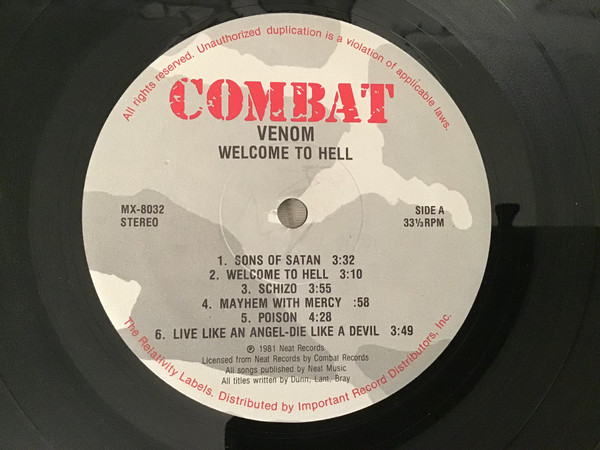 All rights reserved. Unauthorized duplication is a violation of applicable laws.
COMBAT
VENOM
WELCOME TO HELL
MX-8032
STEREO
SIDE A
33⅓ RPM
1. SONS OF SATAN 3:32
2. WELCOME TO HELL 3:10
3. SCHIZO 3:55
4. MAYHEM WITH MERCY :58
5. POISON 4:28
6. LIVE LIKE AN ANGEL-DIE LIKE A DEVIL 3:49
℗ 1981 Neat Records
Licensed from Neat Records by Combat Records
All songs published by Neat Music
All titles written by Dunn, Lant, Bray
The Relativity Labels. Distributed by Important Record Distributors, Inc.